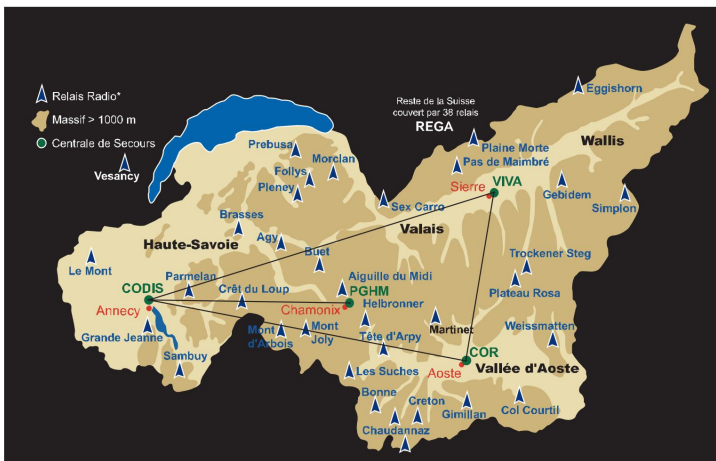 Relais Radio*
Massif > 1000 m
Centrale de Secours
Vesancy
Reste de la Suisse
couvert par 38 relais
REGA
Eggishorn
Wallis
Plaine Morte
Pas de Maimbré
Prebusa
Morclan
Follys
Pleney
Sierre
VIVA
Gebidem
Simplon
Sex Carro
Brasses
Valais
Haute-Savoie
Agy
Buet
Trockener Steg
Le Mont
Parmelan
Aiguille du Midi
CODIS
Crêt du Loup
PGHM
Plateau Rosa
Annecy
Chamonix
Helbronner
Grande Jeanne
Mont
d'Arbois
Mont
Joly
Tête d'Arpy
Martinez
Weissmatten
Sambuy
COR
Vallée d'Aoste
Aoste
Les Suches
Bonne
Creton
Gimillan
Col Courtil
Chaudannaz